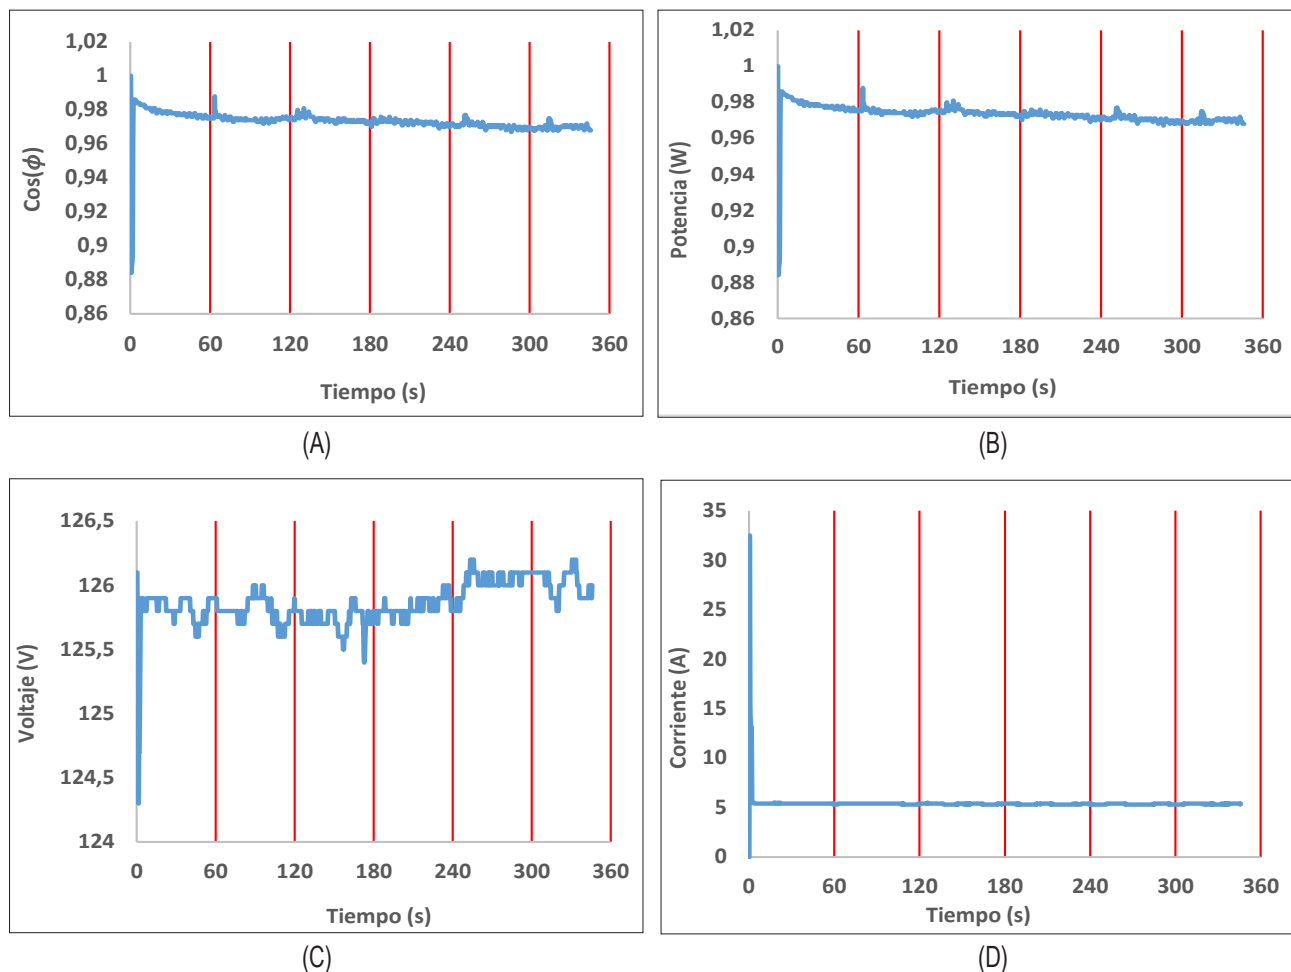 1,02
1
0,98
0,96
0,94
0,92
0,9
0,88
0,86
Cos(ϕ)
0 60 120 180 240 300 360
Tiempo (s)
(A)
1,02
1
0,98
0,96
0,94
0,92
0,9
0,88
0,86
Potencia (W)
0 60 120 180 240 300 360
Tiempo (s)
(B)
126,5
126
125,5
125
124,5
124
Voltaje (V)
0 60 120 180 240 300 360
Tiempo (s)
(C)
35
30
25
20
15
10
5
0
Corriente (A)
0 60 120 180 240 300 360
Tiempo (s)
(D)